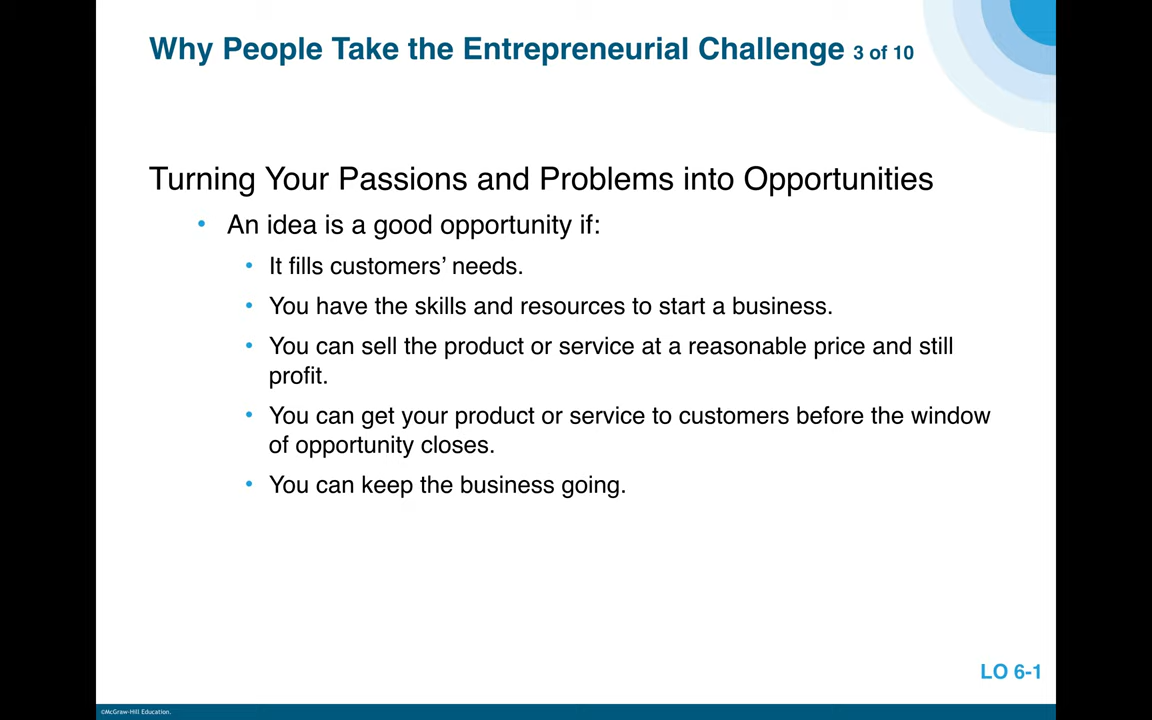 Why People Take the Entrepreneurial Challenge 3 of 10
Turning Your Passions and Problems into Opportunities
• An idea is a good opportunity if:
• It fills customers’ needs.
• You have the skills and resources to start a business.
• You can sell the product or service at a reasonable price and still
profit.
• You can get your product or service to customers before the window
of opportunity closes.
• You can keep the business going.
LO 6-1
©McGraw-Hill Education.